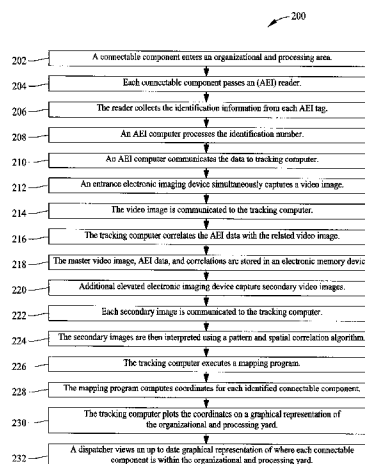 200
202 A connectable component enters an organizational and processing area.
204 Each connectable component passes an (AEI) reader.
206 The reader collects the identification information from each AEI tag.
208 An AEI computer processes the identification number.
210 An AEI computer communicates the data to tracking computer.
212 An entrance electronic imaging device simultaneously captures a video image.
214 The video image is communicated to the tracking computer.
216 The tracking computer correlates the AEI data with the related video image.
218 The master video image, AEI data, and correlations are stored in an electronic memory devic
220 Additional elevated electronic imaging device capture secondary video images.
222 Each secondary image is communicated to the tracking computer.
224 The secondary images are then interpreted using a pattern and spatial correlation algorithm.
226 The tracking computer executes a mapping program.
228 The mapping program computes coordinates for each identified connectable component.
230 The tracking computer plots the coordinates on a graphical representation of
the organizational and processing yard.
232 A dispatcher views an up to date graphical representation of where each connectable
component is within the organizational and processing yard.